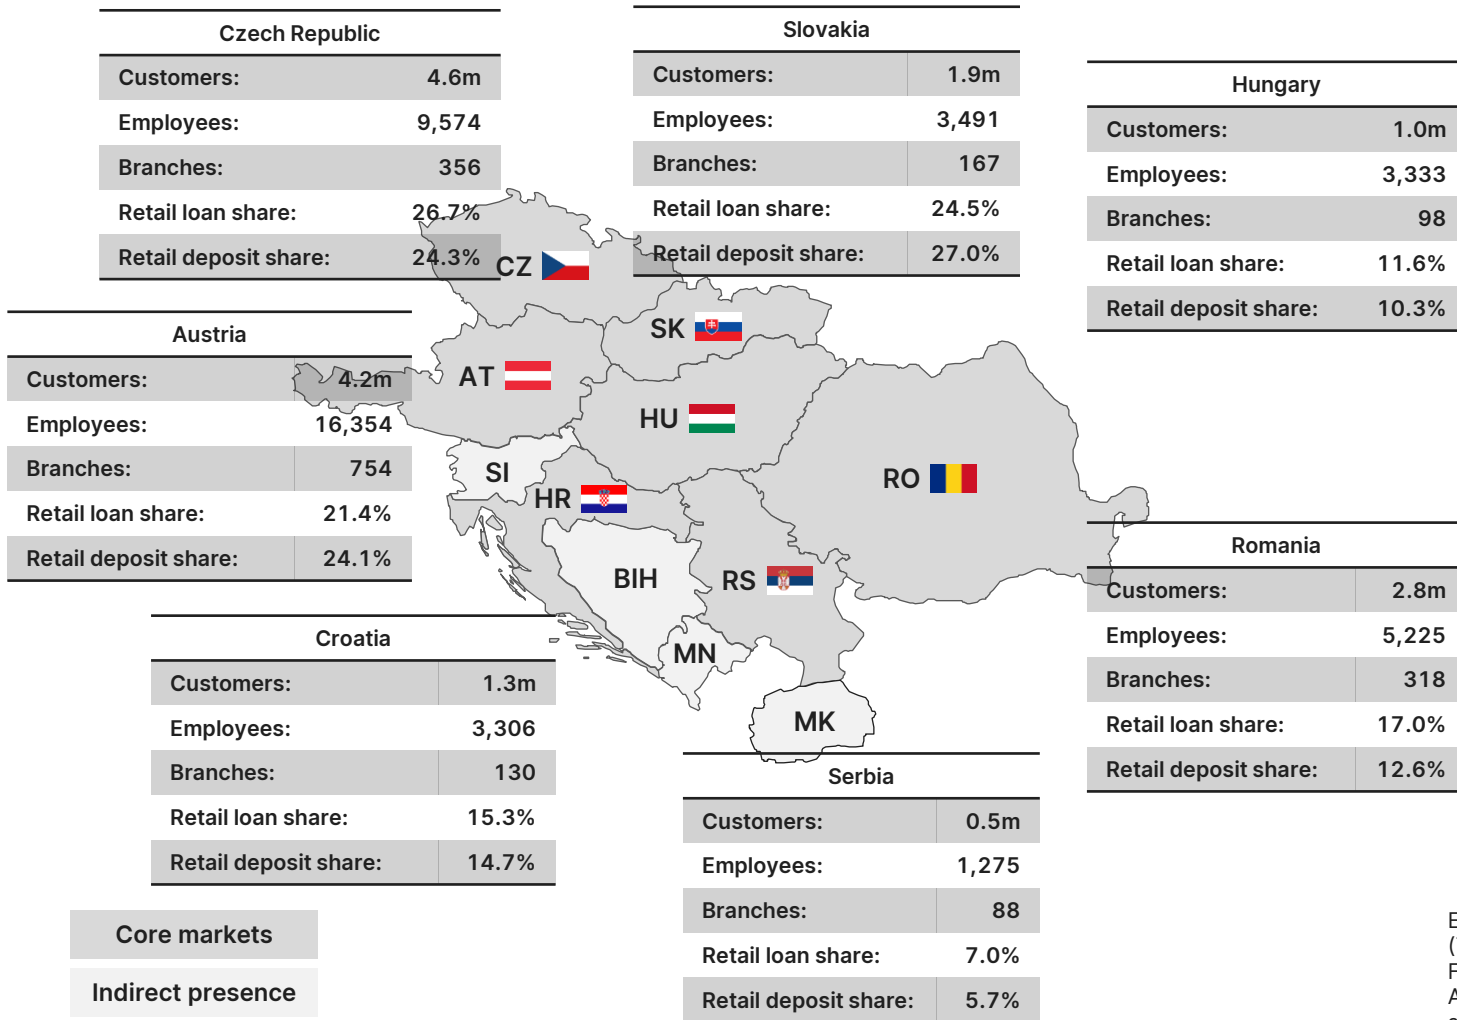 Czech Republic
Customers: 4.6m
Employees: 9,574
Branches: 356
Retail loan share: 26.7%
Retail deposit share: 24.3%
Slovakia
Customers: 1.9m
Employees: 3,491
Branches: 167
Retail loan share: 24.5%
Retail deposit share: 27.0%
Hungary
Customers: 1.0m
Employees: 3,333
Branches: 98
Retail loan share: 11.6%
Retail deposit share: 10.3%
Austria
Customers: 4.2m
Employees: 16,354
Branches: 754
Retail loan share: 21.4%
Retail deposit share: 24.1%
CZ
SK
AT
HU
SI
HR
RO
BIH
RS
MN
MK
Romania
Customers: 2.8m
Employees: 5,225
Branches: 318
Retail loan share: 17.0%
Retail deposit share: 12.6%
Croatia
Customers: 1.3m
Employees: 3,306
Branches: 130
Retail loan share: 15.3%
Retail deposit share: 14.7%
Serbia
Customers: 0.5m
Employees: 1,275
Branches: 88
Retail loan share: 7.0%
Retail deposit share: 5.7%
Core markets
Indirect presence